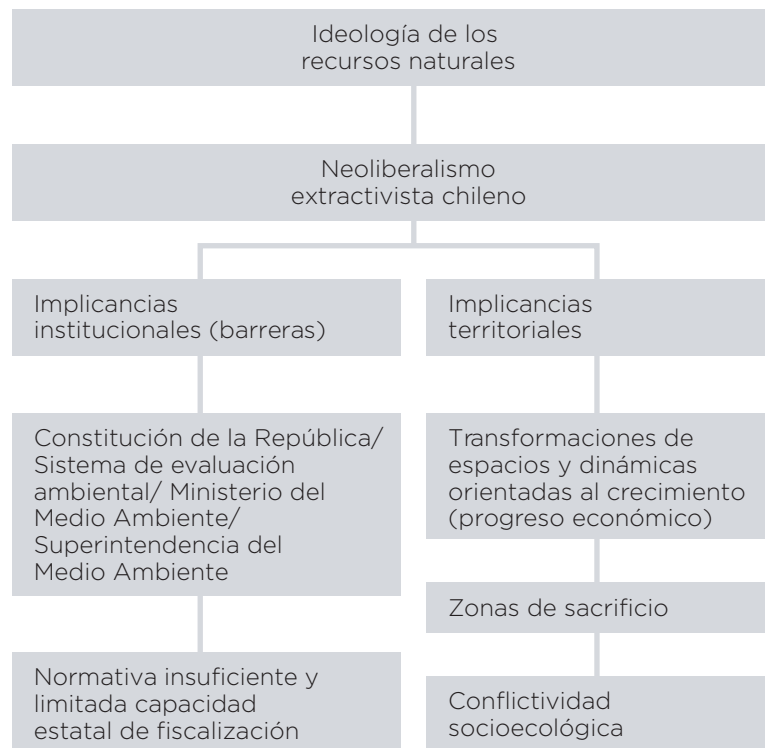 Ideología de los
recursos naturales
Neoliberalismo
extractivista chileno
Implicancias
institucionales (barreras)
Constitución de la República/
Sistema de evaluación
ambiental/ Ministerio del
Medio Ambiente/
Superintendencia del
Medio Ambiente
Normativa insuficiente y
limitada capacidad
estatal de fiscalización
Implicancias
territoriales
Transformaciones de
espacios y dinámicas
orientadas al crecimiento
(progreso económico)
Zonas de sacrificio
Conflictividad
socioecológica